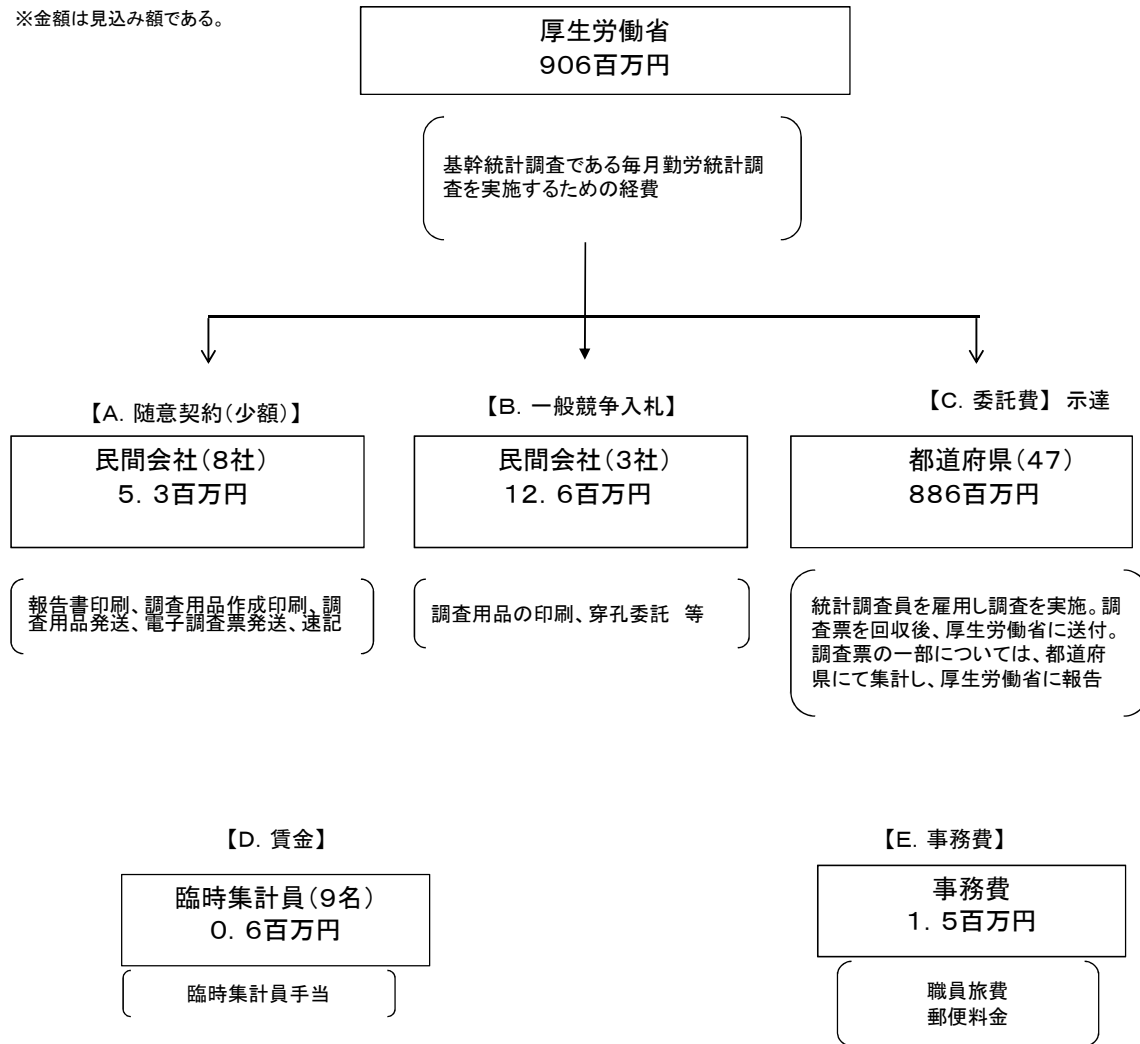 ※金額は見込み額である。
厚生労働省
906百万円
基幹統計調査である毎月勤労統計調
査を実施するための経費
【A．随意契約（少額）】
民間会社（8社）
5．3百万円
報告書印刷、調査用品作成印刷、調
査用品発送、電子調査票発送、速記
【B．一般競争入札】
民間会社（3社）
12．6百万円
調査用品の印刷、穿孔委託　等
【C．委託費】 示達
都道府県（47）
886百万円
統計調査員を雇用し調査を実施。調
査票を回収後、厚生労働省に送付。
調査票の一部については、都道府
県にて集計し、厚生労働省に報告
【D．賃金】
臨時集計員（9名）
0．6百万円
臨時集計員手当
【E．事務費】
事務費
1．5百万円
職員旅費
郵便料金